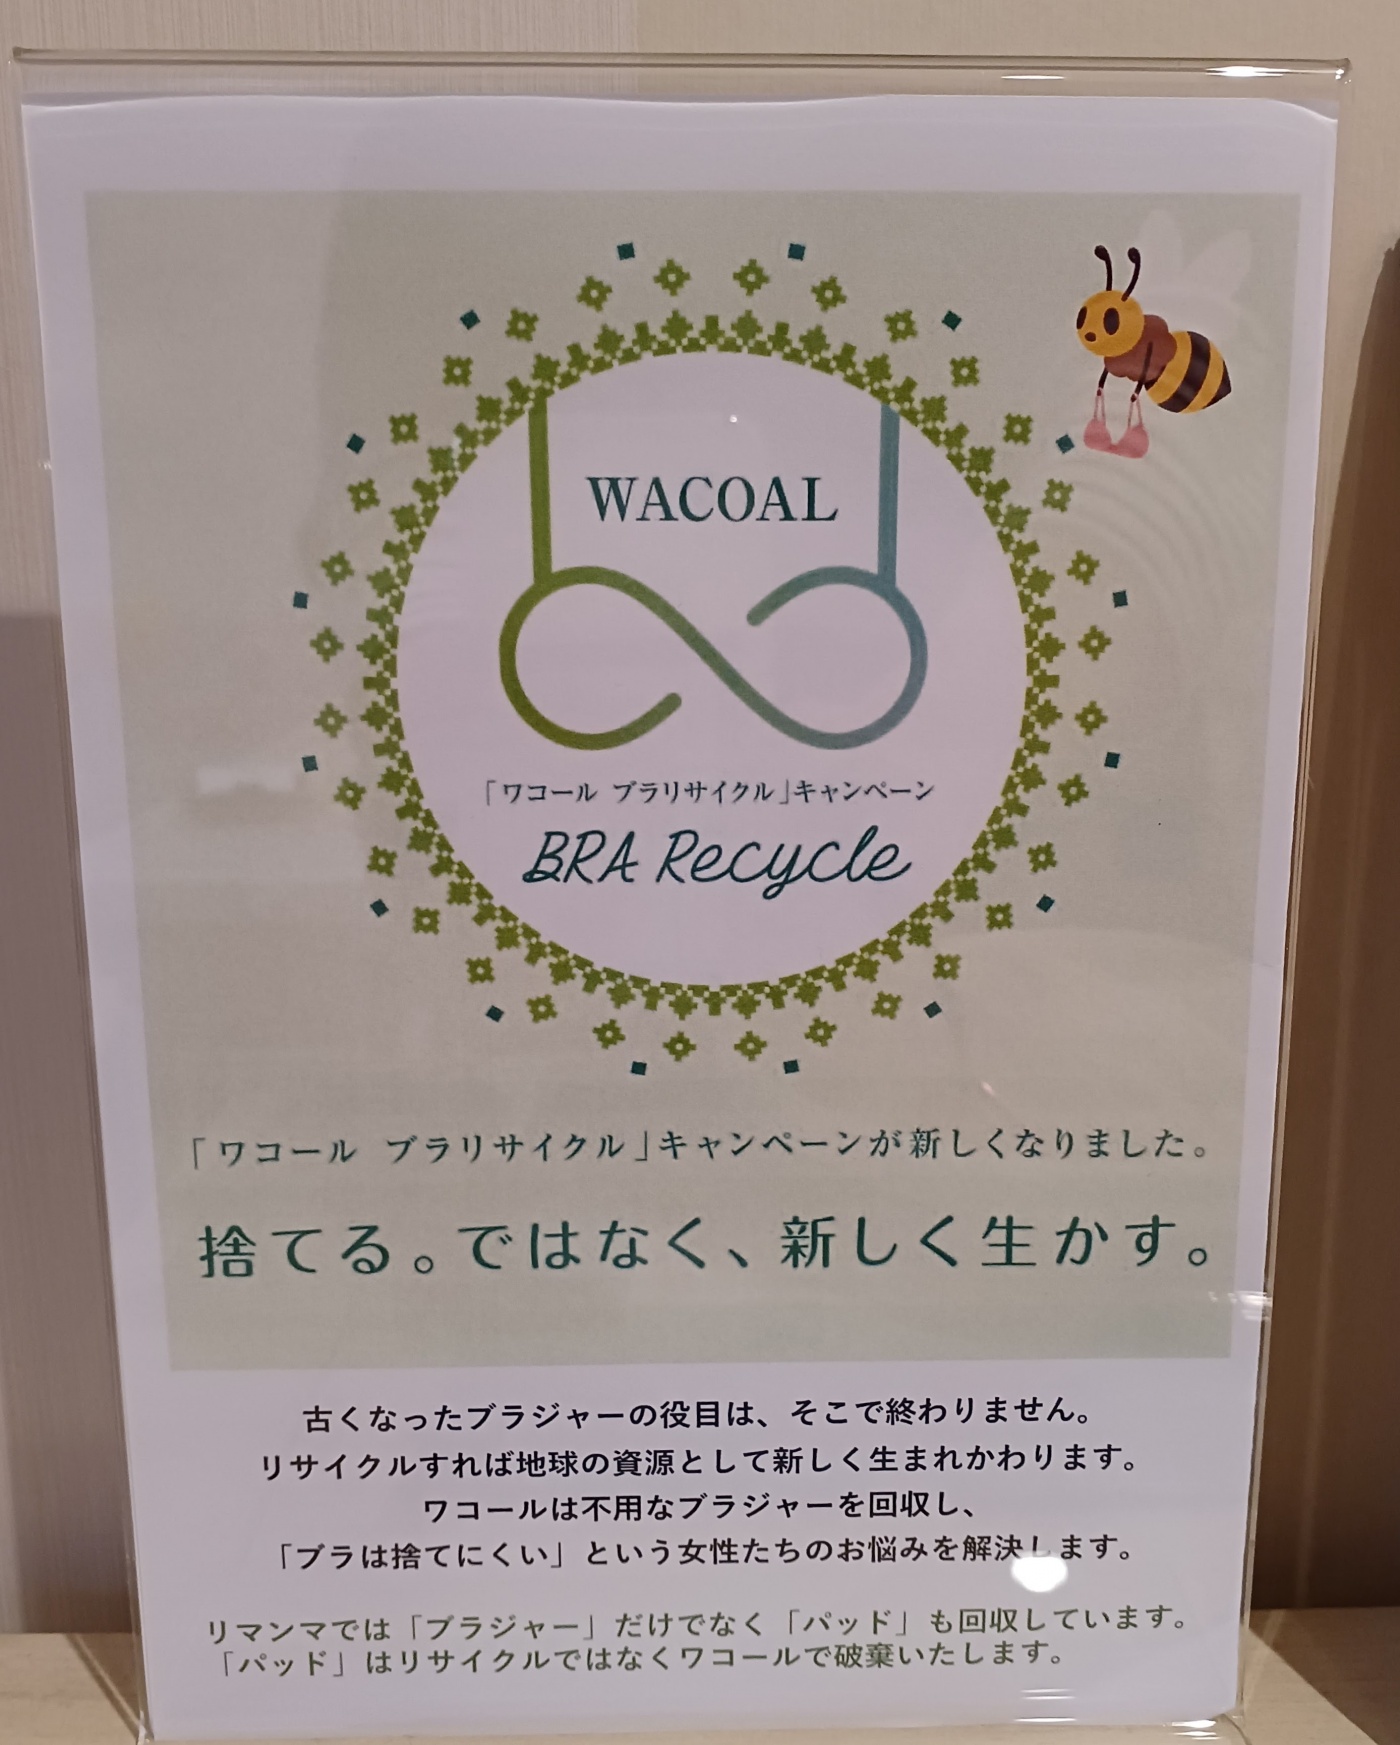 WACOAL
「ワコール ブラリサイクル」キャンペーン
BRA Recycle
「ワコール ブラリサイクル」キャンペーンが新しくなりました。
捨てる。ではなく、新しく生かす。
古くなったブラジャーの役目は、そこで終わりません。
リサイクルすれば地球の資源として新しく生まれかわります。
ワコールは不用なブラジャーを回収し、
「ブラは捨てにくい」という女性たちのお悩みを解決します。
リマンマでは「ブラジャー」だけでなく「パッド」も回収しています。
「パッド」はリサイクルではなくワコールで破棄いたします。